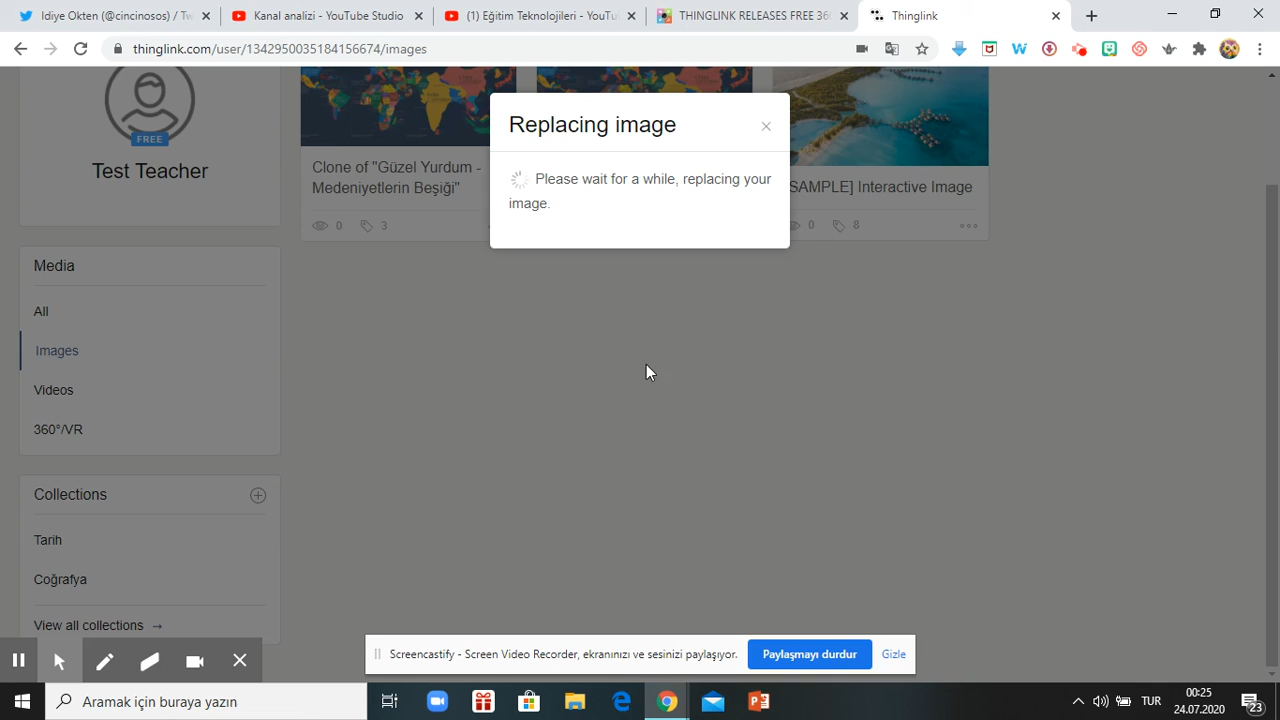 Idiye Okten (@cincinosos) / Tw
Kanal analizi - YouTube Studio
(1) Eğitim Teknolojileri - YouTu
THINGLINK RELEASES FREE 36
Thinglink
thinglink.com/user/1342950035184156674/images
FREE
Test Teacher
Clone of "Güzel Yurdum -
Medeniyetlerin Beşiği"
0 3
SAMPLE] Interactive Image
0 8
Replacing image
Please wait for a while, replacing your
image.
Media
All
Images
Videos
360°/VR
Collections
Tarih
Coğrafya
View all collections →
Screencastify - Screen Video Recorder, ekranınızı ve sesinizi paylaşıyor.
Paylaşmayı durdur
Gizle
Aramak için buraya yazın
TUR
00:25
24.07.2020
23